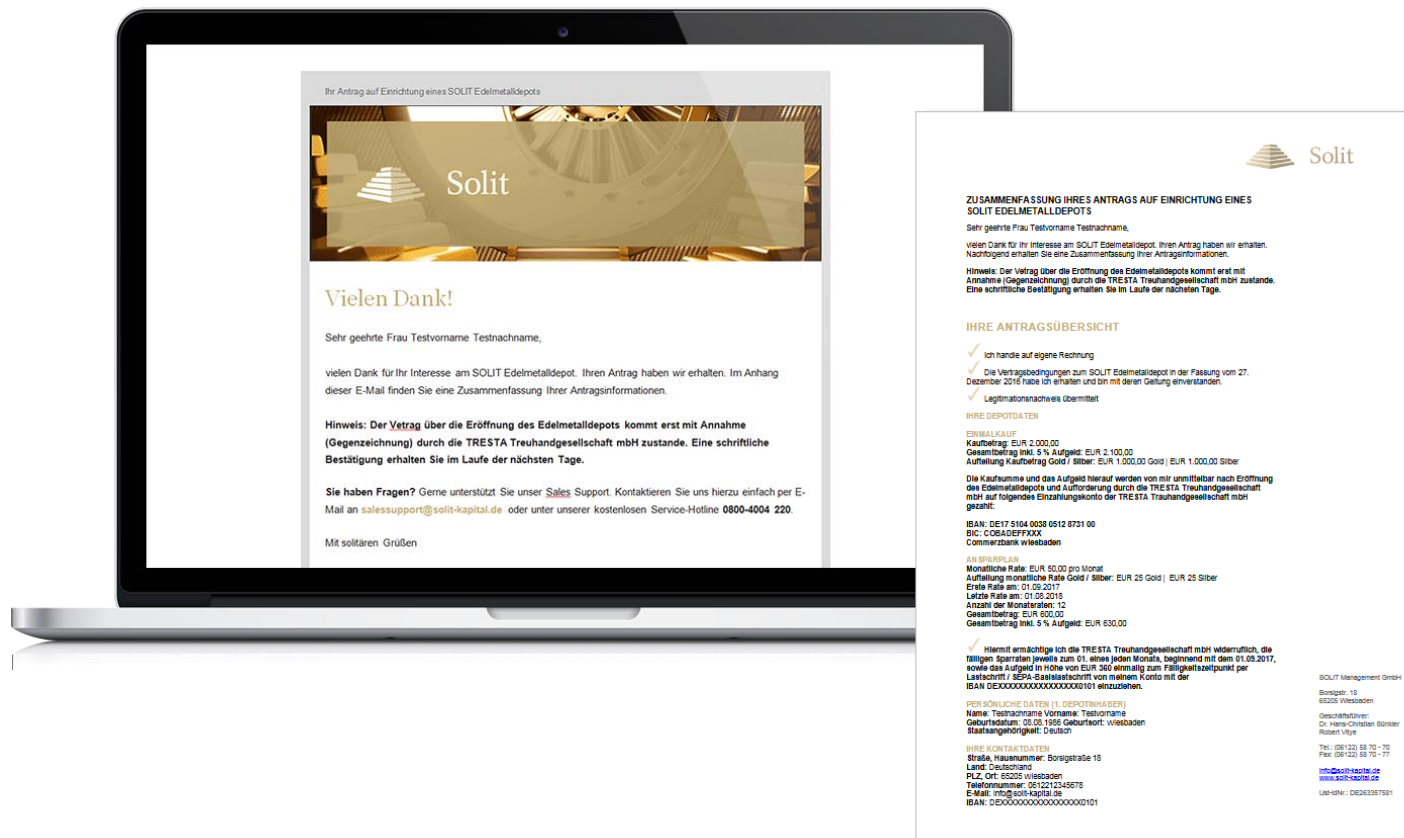 Ihr Antrag auf Einrichtung eines SOLIT Edelmetalldepots
Solit
Vielen Dank!
Sehr geehrte Frau Testvorname Testnachname,
vielen Dank für Ihr Interesse am SOLIT Edelmetalldepot. Ihren Antrag haben wir erhalten. Im Anhang
dieser E-Mail finden Sie eine Zusammenfassung Ihrer Antragsinformationen.
Hinweis: Der Vetrag über die Eröffnung des Edelmetalldepots kommt erst mit Annahme
(Gegenzeichnung) durch die TRESTA Treuhandgesellschaft mbH zustande. Eine schriftliche
Bestätigung erhalten Sie im Laufe der nächsten Tage.
Sie haben Fragen? Gerne unterstützt Sie unser Sales Support. Kontaktieren Sie uns hierzu einfach per E-
Mail an salessupport@solit-kapital.de oder unter unserer kostenlosen Service-Hotline 0800-4004 220.
Mit solitären Grüßen
Solit
ZUSAMMENFASSUNG IHRES ANTRAGS AUF EINRICHTUNG EINES
SOLIT EDELMETALLDEPOTS
Sehr geehrte Frau Testvorname Testnachname,
vielen Dank für Ihr Interesse am SOLIT Edelmetalldepot. Ihren Antrag haben wir erhalten.
Nachfolgend erhalten Sie eine Zusammenfassung Ihrer Antragsinformationen.
Hinweis: Der Vetrag über die Eröffnung des Edelmetalldepots kommt erst mit
Annahme (Gegenzeichnung) durch die TRESTA Treuhandgesellschaft mbH zustande.
Eine schriftliche Bestätigung erhalten Sie im Laufe der nächsten Tage.
IHRE ANTRAGSÜBERSICHT
Ich handle auf eigene Rechnung
Die Vertragsbedingungen zum SOLIT Edelmetalldepot in der Fassung vom 27.
Dezember 2016 habe ich erhalten und bin mit deren Geltung einverstanden.
Legitimationsnachweis übermittelt
IHRE DEPOTDATEN
EINMALKAUF
Kaufbetrag: EUR 2.000,00
Gesamtbetrag inkl. 5 % Aufgeld: EUR 2.100,00
Aufteilung Kaufbetrag Gold / Silber: EUR 1.000,00 Gold | EUR 1.000,00 Silber
Die Kaufsumme und das Aufgeld hierauf werden von mir unmittelbar nach Eröffnung
des Edelmetalldepots und Aufforderung durch die TRESTA Treuhandgesellschaft
mbH auf folgendes Einzahlungskonto der TRESTA Trauhandgesellschaft mbH
gezahlt:
IBAN: DE17 5104 0038 0512 8731 00
BIC: COBADEFFXXX
Commerzbank Wiesbaden
ANSPARPLAN
Monatliche Rate: EUR 50,00 pro Monat
Aufteilung monatliche Rate Gold / Silber: EUR 25 Gold | EUR 25 Silber
Erste Rate am: 01.09.2017
Letzte Rate am: 01.08.2018
Anzahl der Monatsraten: 12
Gesamtbetrag: EUR 600,00
Gesamtbetrag inkl. 5 % Aufgeld: EUR 630,00
Hiermit ermächtige ich die TRESTA Treuhandgesellschaft mbH widerruflich, die
fälligen Sparraten jeweils zum 01. eines jeden Monats, beginnend mit dem 01.09.2017,
sowie das Aufgeld in Höhe von EUR 360 einmalig zum Fälligkeitszeitpunkt per
Lastschrift / SEPA-Basislastschrift von meinem Konto mit der
IBAN DEXXXXXXXXXXXXXXXX0101 einzuziehen.
PERSÖNLICHE DATEN (1. DEPOTINHABER)
Name: Testnachname Vorname: Testvorname
Geburtsdatum: 08.08.1986 Geburtsort: Wiesbaden
Staatsangehörigkeit: Deutsch
IHRE KONTAKTDATEN
Straße, Hausnummer: Borsigstraße 18
Land: Deutschland
PLZ, Ort: 65205 Wiesbaden
Telefonnummer: 0612212345678
E-Mail: info@solit-kapital.de
IBAN: DEXXXXXXXXXXXXXXXX0101
SOLIT Management GmbH
Borsigstr. 18
65205 Wiesbaden
Geschäftsführer:
Dr. Hans-Christian Bünkler
Robert Vitye
Tel.: (06122) 58 70 - 70
Fax: (06122) 58 70 - 77
info@solit-kapital.de
www.solit-kapital.de
Ust-IdNr.: DE263357581